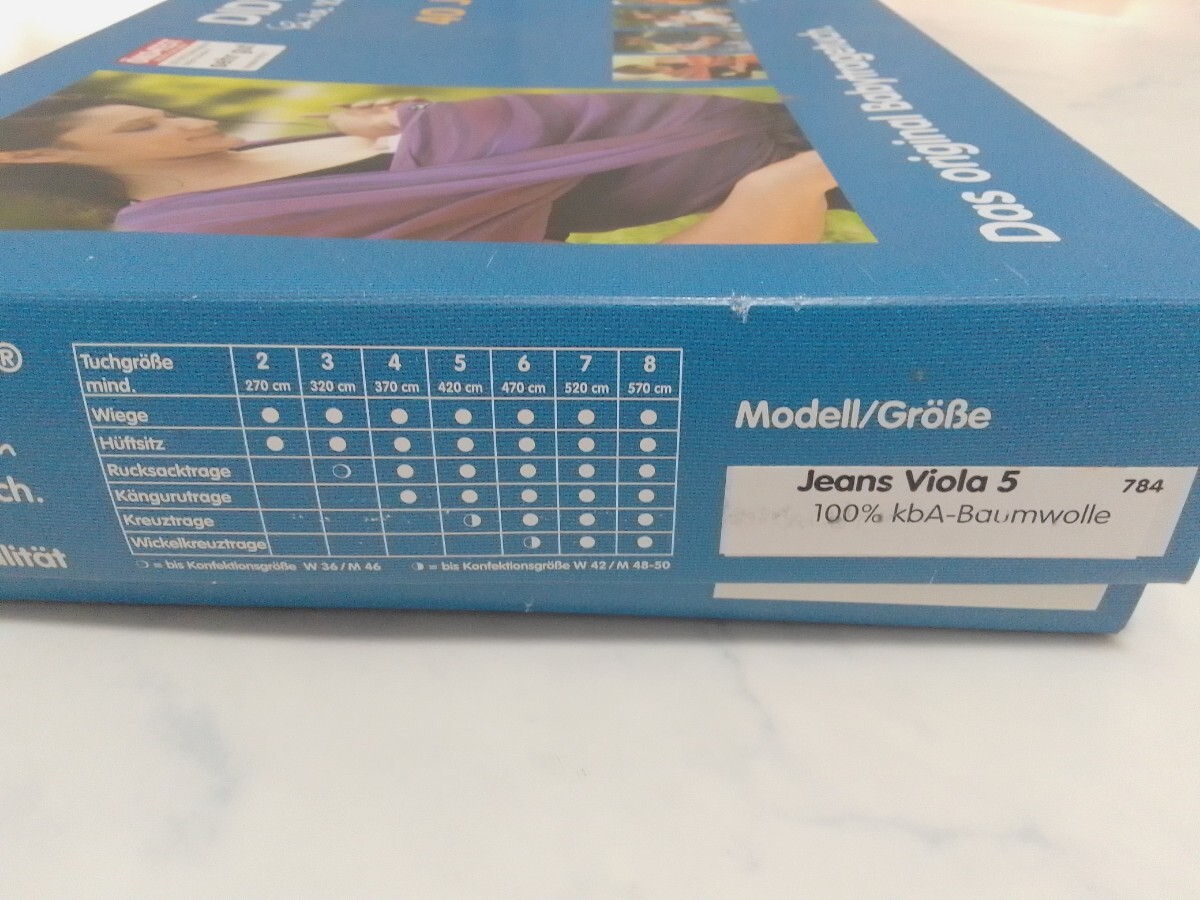 Das original Babytragetuch
sehr gut
®
ch.
lität
Tuchgröße 2 3 4 5 6 7 8
mind. 270 cm 320 cm 370 cm 420 cm 470 cm 520 cm 570 cm
Wiege ● ● ● ● ● ● ●
Hüftsitz ● ● ● ● ● ● ●
Rucksacktrage ☽ ● ● ● ● ●
Kängurutrage ● ● ● ● ●
Kreuztrage ◑ ● ● ●
Wickelkreuztrage ◑ ● ●
☽ = bis Konfektionsgröße W 36 / M 46 ◑ = bis Konfektionsgröße W 42 / M 48-50
Modell/Größe
Jeans Viola 5 784
100% kbA-Baumwolle